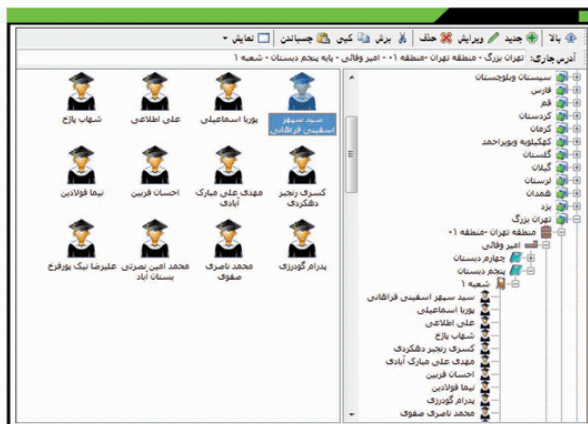 بالا جدید ویرایش حذف برش کپی چسباندن نمایش
آدرس جاری: تهران بزرگ - منطقه تهران -منطقه ۰۱ - امیر وفائی - پایه پنجم دبستان - شعبه ۱
سید سپهر اسفینی فراهانی
پوریا اسماعیلی
علی اطلاعی
شهاب پازخ
کسری رنجبر دهکردی
مهدی علی مبارک آبادی
احسان قربین
نیما فولادین
پدرام گودرزی
محمد ناصری صفوی
محمد امین نصرتی بستان آباد
علیرضا نیک پورفرخ
سیستان وبلوچستان
فارس
قم
کردستان
کرمان
کهکیلویه وبویراحمد
گلستان
گیلان
لرستان
همدان
یزد
تهران بزرگ
منطقه تهران -منطقه ۰۱
امیر وفائی
چهارم دبستان
پنجم دبستان
شعبه ۱
سید سپهر اسفینی فراهانی
پوریا اسماعیلی
علی اطلاعی
شهاب پازخ
کسری رنجبر دهکردی
مهدی علی مبارک آبادی
احسان قربین
نیما فولادین
پدرام گودرزی
محمد ناصری صفوی